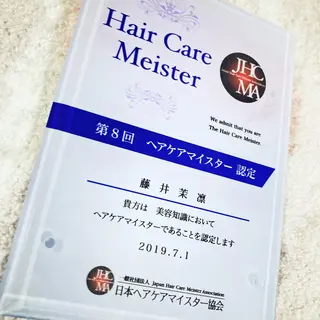 Hair Care
Meister
JHC
MA
We admit that you are
The Hair Care Meister.
第8回 ヘアケアマイスター 認定
藤井茉凛
貴方は 美容知識において
ヘアケアマイスターであることを認定します
2019.7.1
JHC
MA
一般社団法人 Japan Hair Care Meister Association
日本ヘアケアマイスター協会